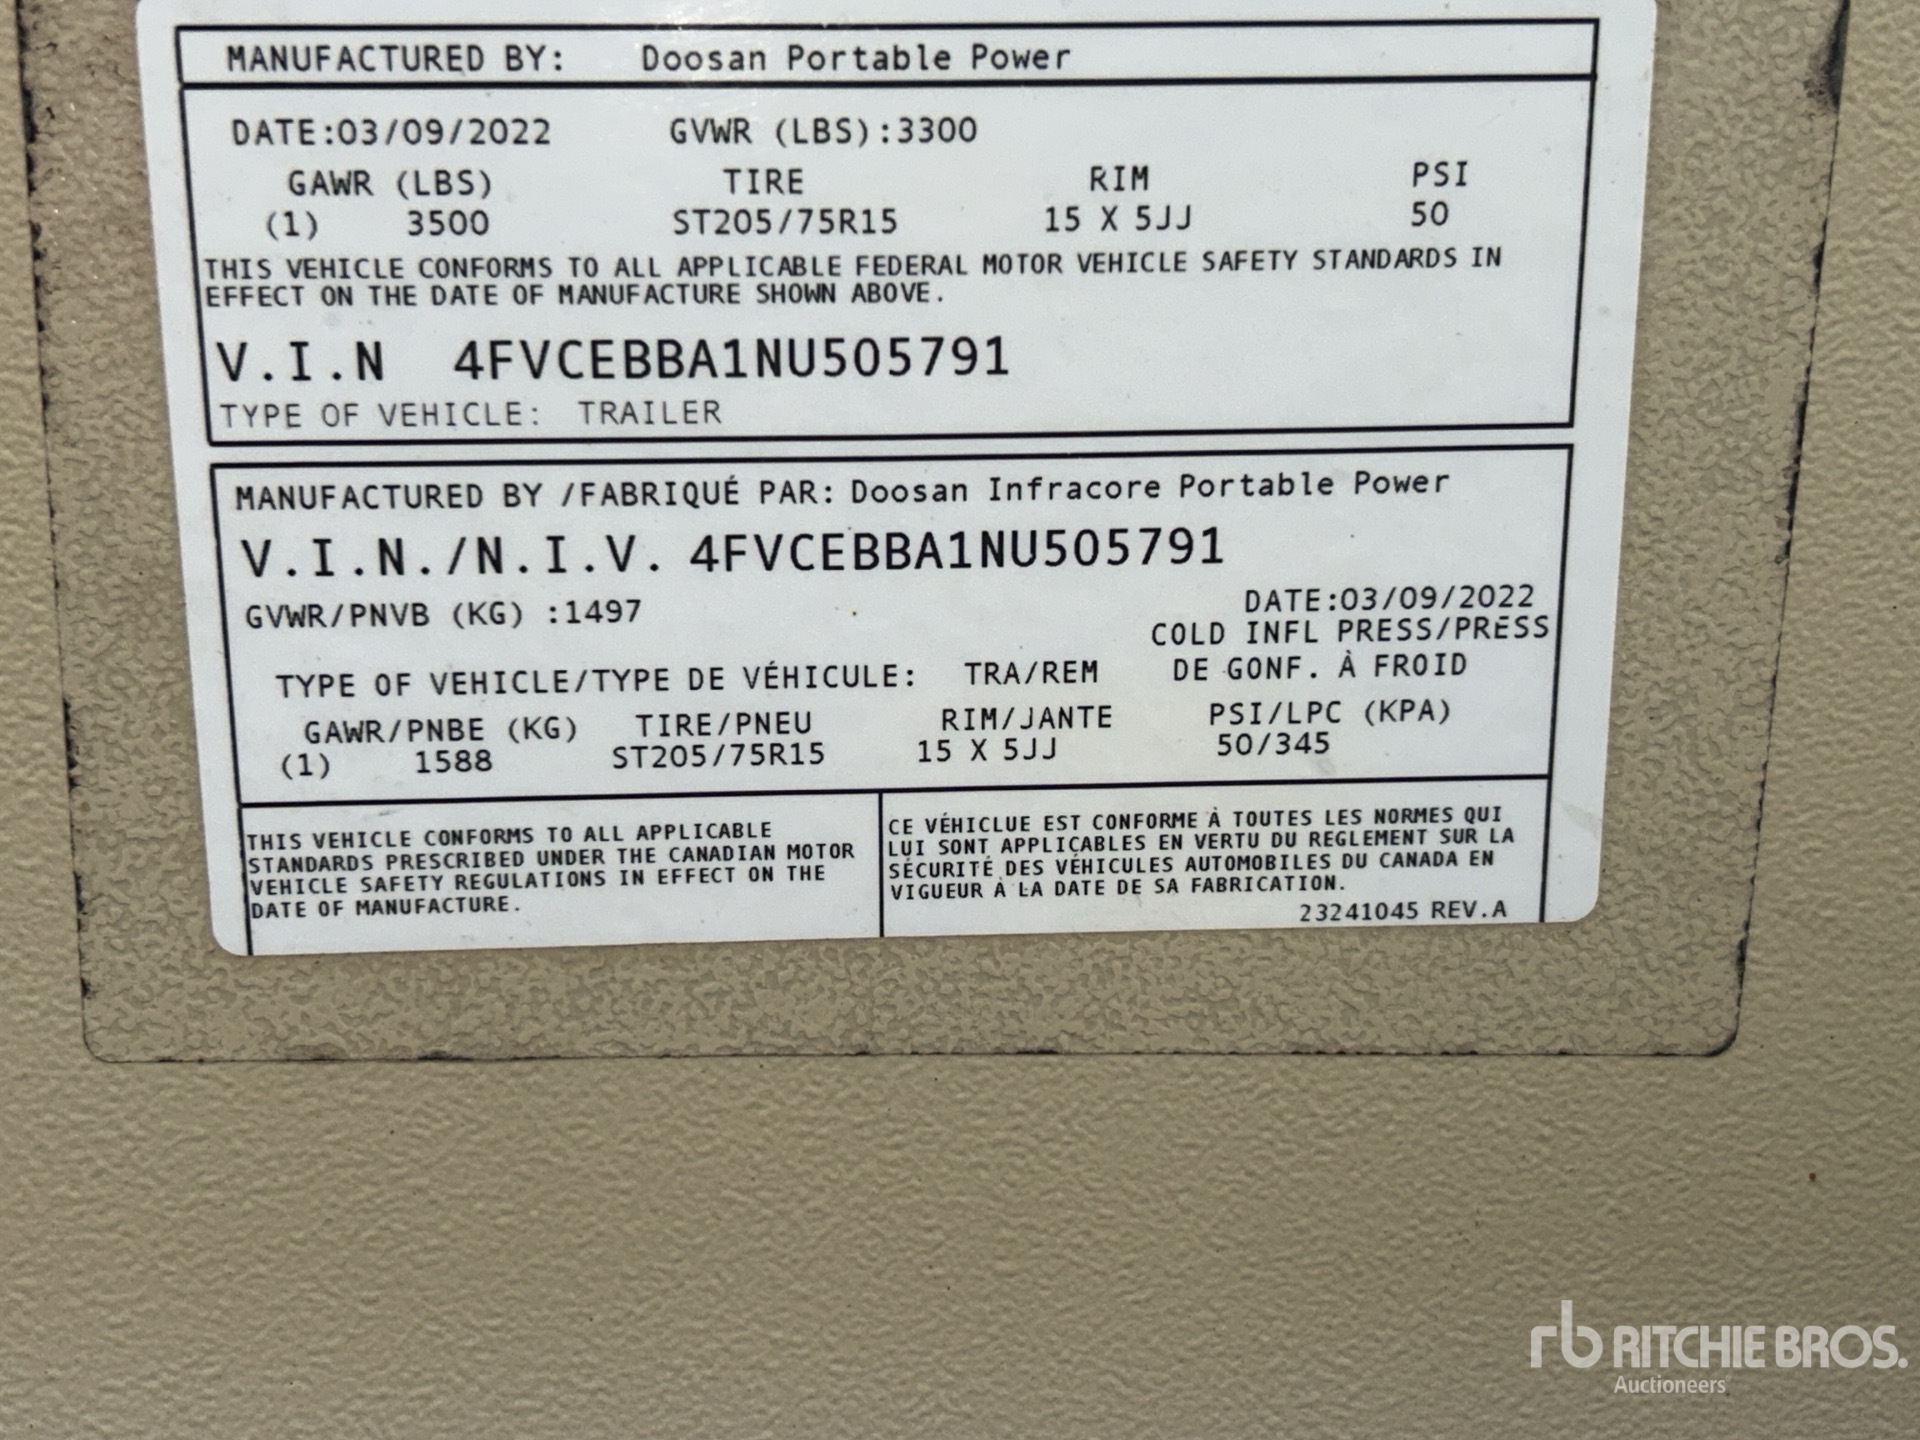 MANUFACTURED BY: Doosan Portable Power
DATE:03/09/2022 GVWR (LBS):3300
GAWR (LBS) TIRE RIM PSI
(1) 3500 ST205/75R15 15 X 5JJ 50
THIS VEHICLE CONFORMS TO ALL APPLICABLE FEDERAL MOTOR VEHICLE SAFETY STANDARDS IN
EFFECT ON THE DATE OF MANUFACTURE SHOWN ABOVE.
V.I.N 4FVCEBBA1NU505791
TYPE OF VEHICLE: TRAILER
MANUFACTURED BY /FABRIQUÉ PAR: Doosan Infracore Portable Power
V.I.N./N.I.V. 4FVCEBBA1NU505791
GVWR/PNVB (KG) :1497
DATE:03/09/2022
COLD INFL PRESS/PRESS
TYPE OF VEHICLE/TYPE DE VÉHICULE: TRA/REM DE GONF. À FROID
GAWR/PNBE (KG) TIRE/PNEU RIM/JANTE PSI/LPC (KPA)
(1) 1588 ST205/75R15 15 X 5JJ 50/345
THIS VEHICLE CONFORMS TO ALL APPLICABLE
STANDARDS PRESCRIBED UNDER THE CANADIAN MOTOR
VEHICLE SAFETY REGULATIONS IN EFFECT ON THE
DATE OF MANUFACTURE.
CE VÉHICLUE EST CONFORME À TOUTES LES NORMES QUI
LUI SONT APPLICABLES EN VERTU DU REGLEMENT SUR LA
SÉCURITÉ DES VÉHICULES AUTOMOBILES DU CANADA EN
VIGUEUR À LA DATE DE SA FABRICATION.
23241045 REV.A
rb RITCHIE BROS.
Auctioneers